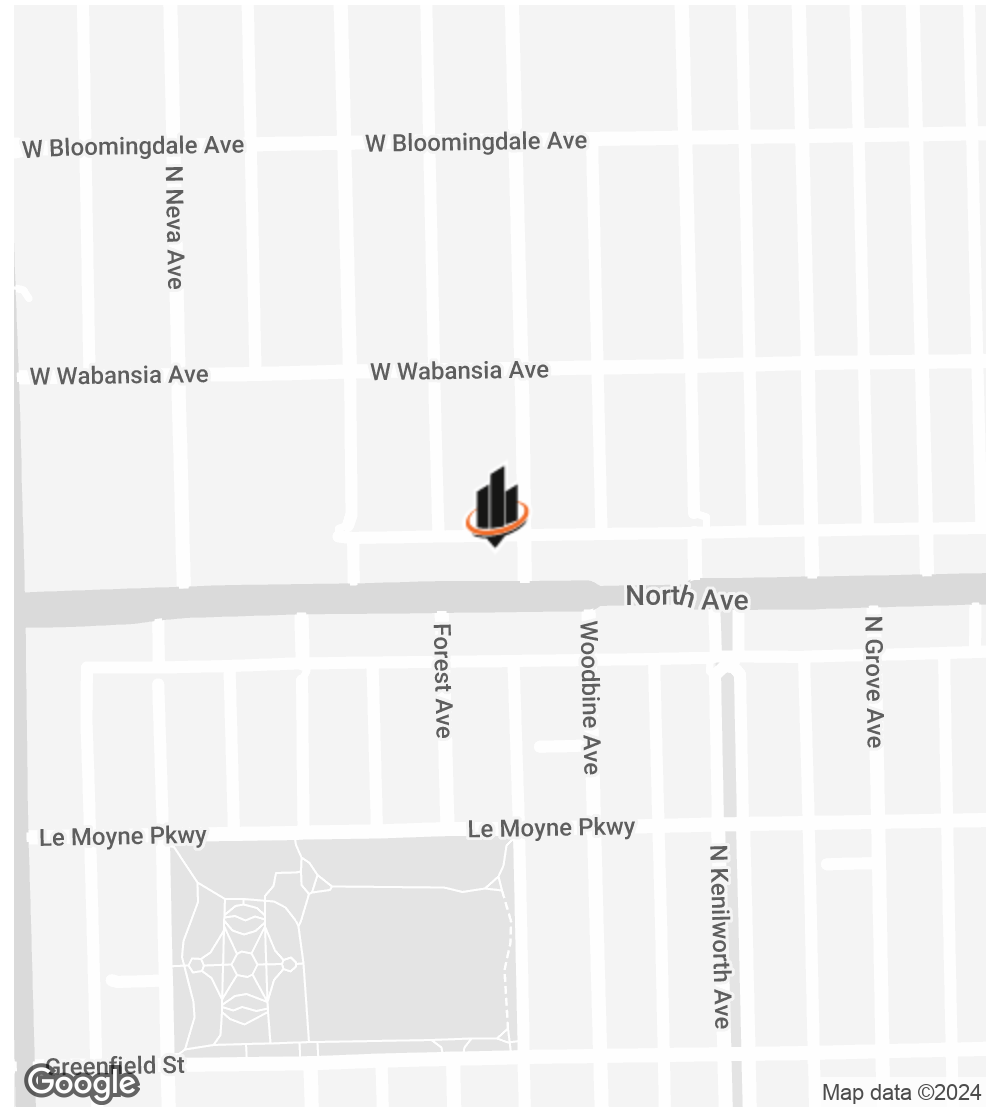 W Bloomingdale Ave
W Bloomingdale Ave
N Neva Ave
W Wabansia Ave
W Wabansia Ave
North Ave
Forest Ave
Woodbine Ave
N Grove Ave
Le Moyne Pkwy
Le Moyne Pkwy
N Kenilworth Ave
Greenfield St
Google
Map data ©2024